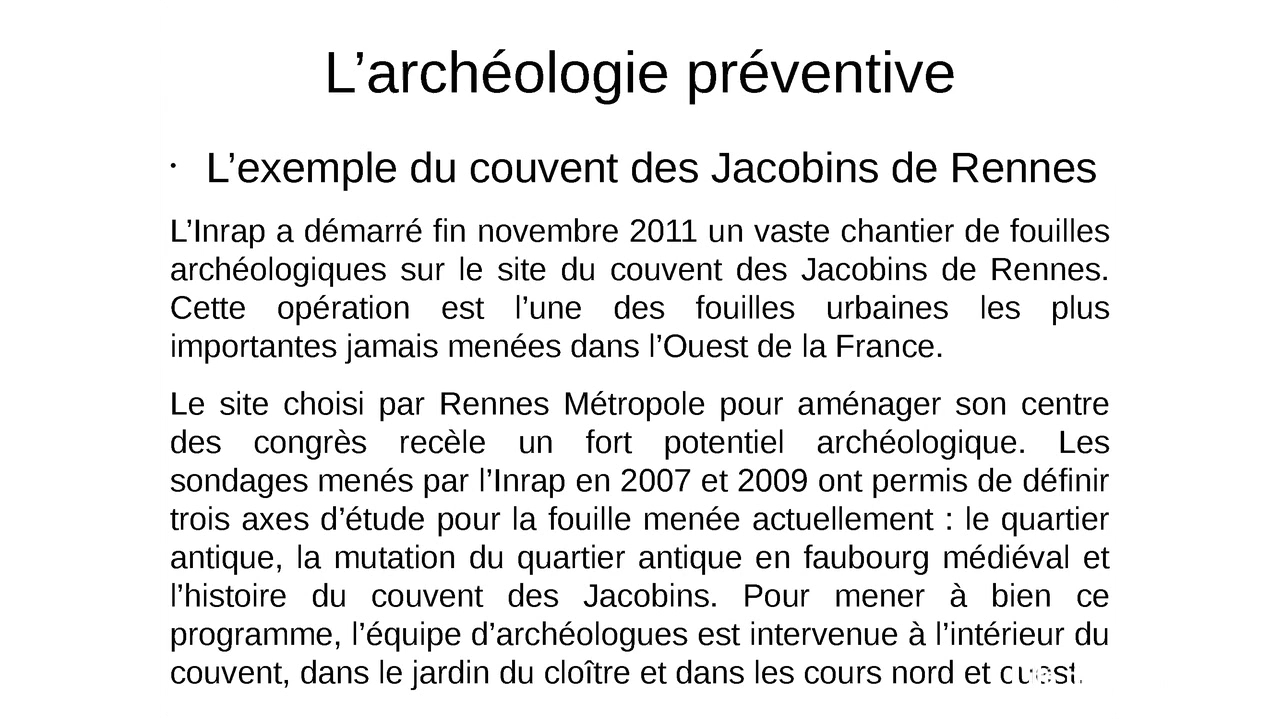 L’archéologie préventive
• L’exemple du couvent des Jacobins de Rennes
L’Inrap a démarré fin novembre 2011 un vaste chantier de fouilles
archéologiques sur le site du couvent des Jacobins de Rennes.
Cette opération est l’une des fouilles urbaines les plus
importantes jamais menées dans l’Ouest de la France.
Le site choisi par Rennes Métropole pour aménager son centre
des congrès recèle un fort potentiel archéologique. Les
sondages menés par l’Inrap en 2007 et 2009 ont permis de définir
trois axes d’étude pour la fouille menée actuellement : le quartier
antique, la mutation du quartier antique en faubourg médiéval et
l’histoire du couvent des Jacobins. Pour mener à bien ce
programme, l’équipe d’archéologues est intervenue à l’intérieur du
couvent, dans le jardin du cloître et dans les cours nord et ouest.